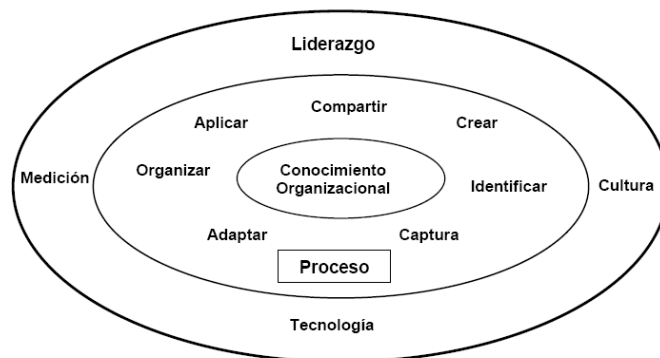 Liderazgo
Compartir
Aplicar
Crear
Medición
Organizar
Conocimiento
Organizacional
Identificar
Cultura
Adaptar
Captura
Proceso
Tecnología